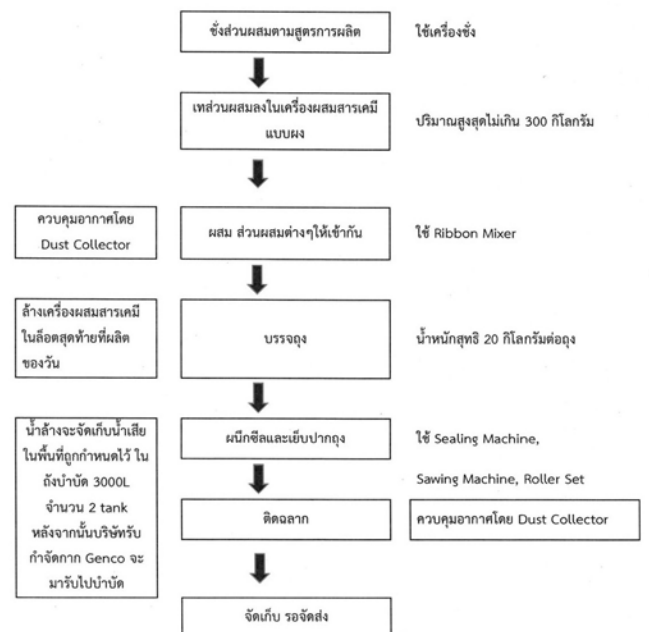 ชั่งส่วนผสมตามสูตรการผลิต
ใช้เครื่องชั่ง
เทส่วนผสมลงในเครื่องผสมสารเคมี
แบบผง
ปริมาณสูงสุดไม่เกิน 300 กิโลกรัม
ควบคุมอากาศโดย
Dust Collector
ผสม ส่วนผสมต่างๆให้เข้ากัน
ใช้ Ribbon Mixer
ล้างเครื่องผสมสารเคมี
ในล็อตสุดท้ายที่ผลิต
ของวัน
บรรจุถุง
น้ำหนักสุทธิ 20 กิโลกรัมต่อถุง
น้ำล้างจะจัดเก็บน้ำเสีย
ในพื้นที่ถูกกำหนดไว้ ใน
ถังบำบัด 3000L
จำนวน 2 tank
หลังจากนั้นบริษัทรับ
กำจัดกาก Genco จะ
มารับไปบำบัด
ผนึกซีลและเย็บปากถุง
ใช้ Sealing Machine,
Sawing Machine, Roller Set
ติดฉลาก
ควบคุมอากาศโดย Dust Collector
จัดเก็บ รอจัดส่ง